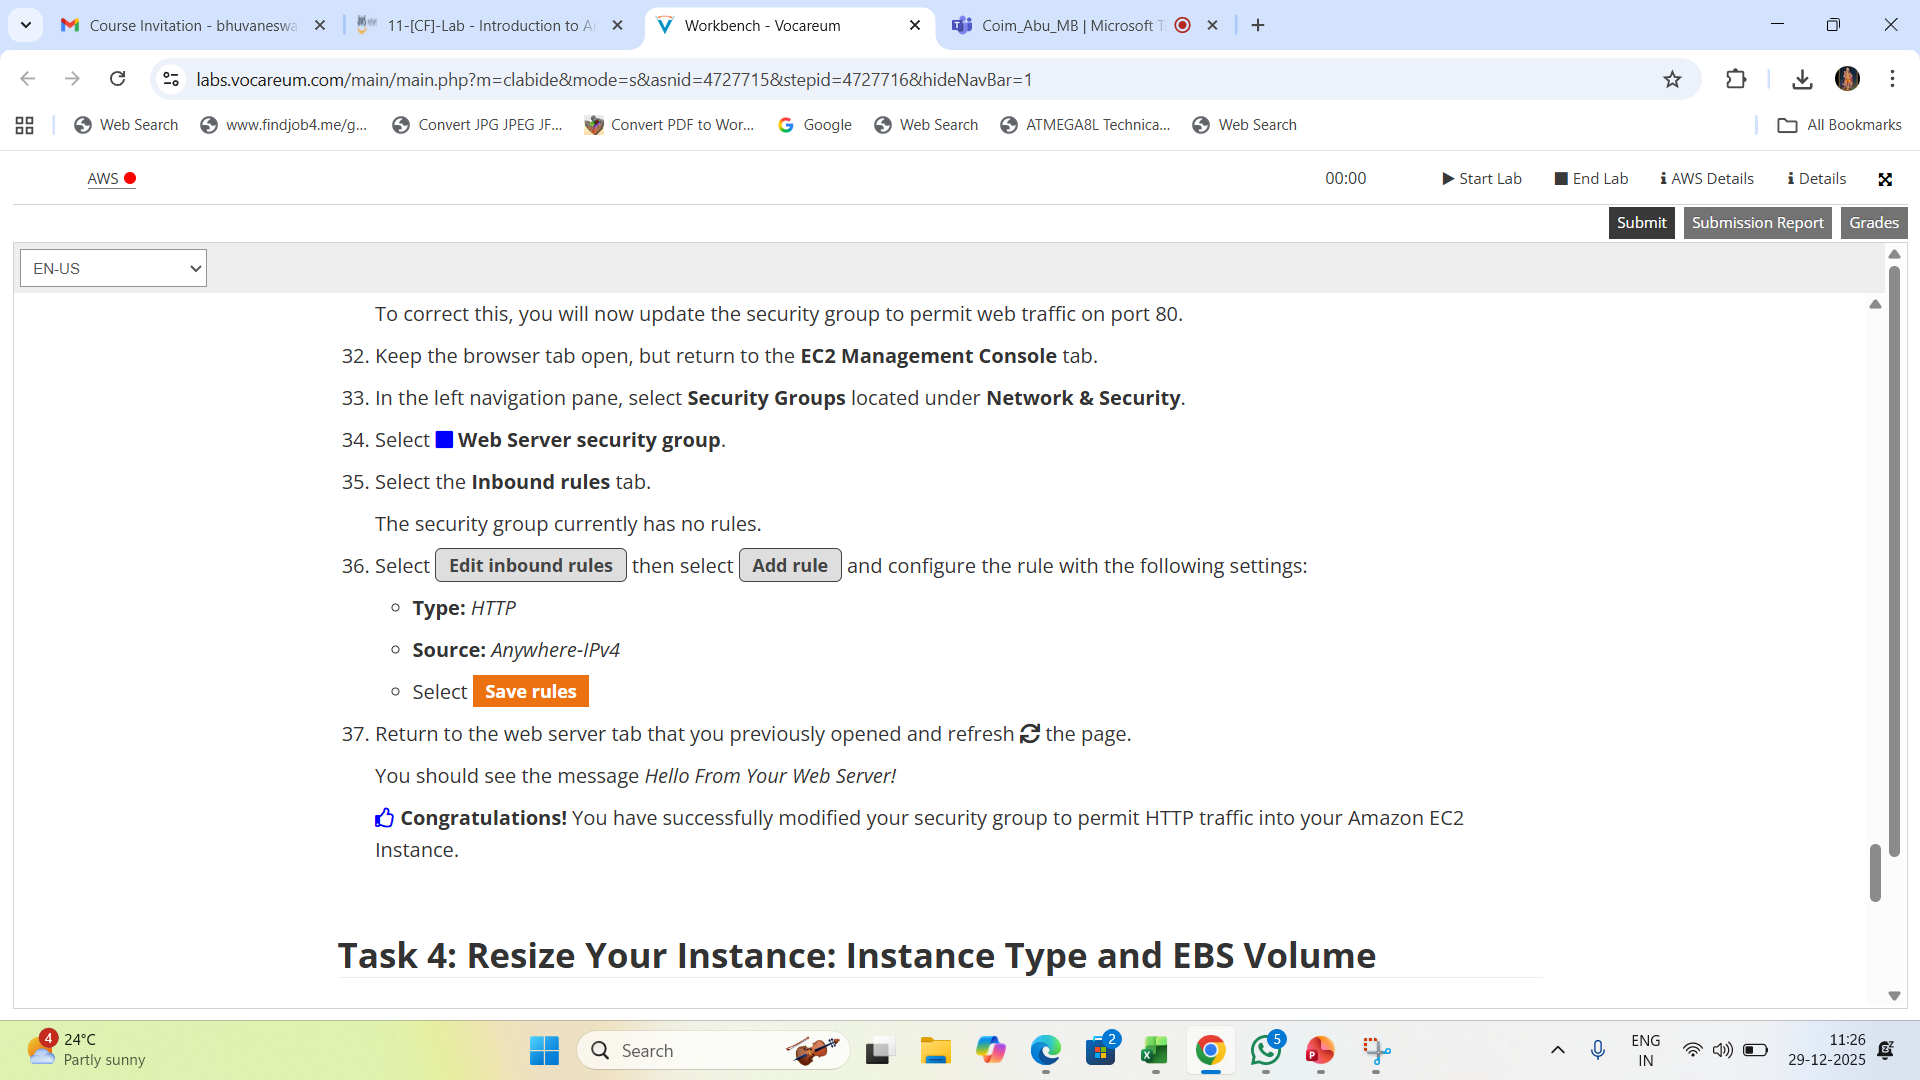 Course Invitation - bhuvaneswa
11-[CF]-Lab - Introduction to A
Workbench - Vocareum
Coim_Abu_MB | Microsoft T
labs.vocareum.com/main/main.php?m=clabide&mode=s&asnid=4727715&stepid=4727716&hideNavBar=1
Web Search
www.findjob4.me/g...
Convert JPG JPEG JF...
Convert PDF to Wor...
Google
Web Search
ATMEGA8L Technica...
Web Search
All Bookmarks
AWS
00:00
Start Lab
End Lab
AWS Details
Details
Submit
Submission Report
Grades
EN-US
To correct this, you will now update the security group to permit web traffic on port 80.
32. Keep the browser tab open, but return to the EC2 Management Console tab.
33. In the left navigation pane, select Security Groups located under Network & Security.
34. Select Web Server security group.
35. Select the Inbound rules tab.
The security group currently has no rules.
36. Select Edit inbound rules then select Add rule and configure the rule with the following settings:
Type: HTTP
Source: Anywhere-IPv4
Select Save rules
37. Return to the web server tab that you previously opened and refresh the page.
You should see the message Hello From Your Web Server!
Congratulations! You have successfully modified your security group to permit HTTP traffic into your Amazon EC2
Instance.
Task 4: Resize Your Instance: Instance Type and EBS Volume
4
24°C
Partly sunny
Search
2
5
ENG
IN
11:26
29-12-2025